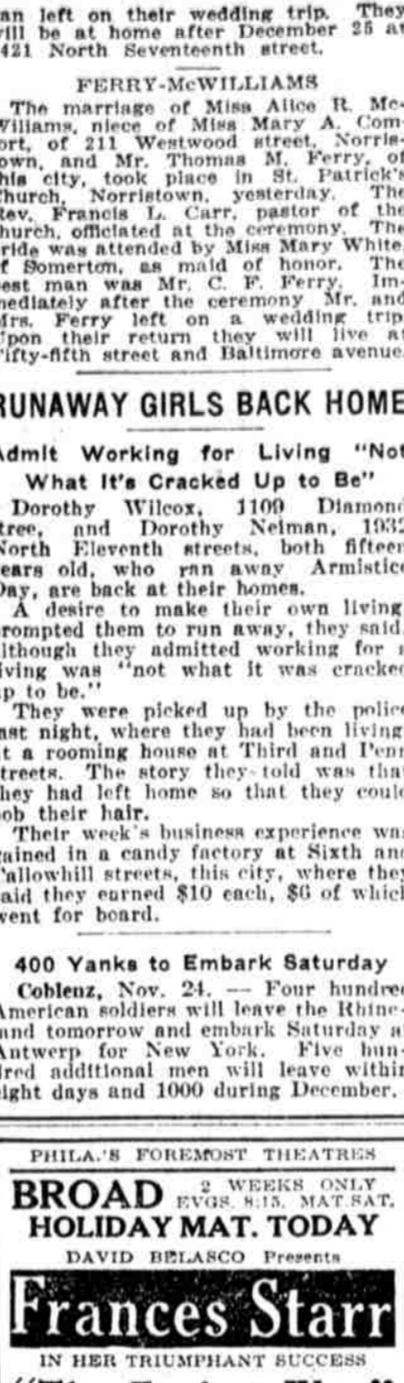 an left on their wedding trip. They
will be at home after December 25 at
421 North Seventeenth street.
FERRY-McWILLIAMS
The marriage of Miss Alice R. Mc-
Wiliams, niece of Miss Mary A. Com-
ort, of 211 Westwood street, Norris-
own, and Mr. Thomas M. Ferry, of
his city, took place in St. Patrick's
Church, Norristown, yesterday. The
Rev. Francis L. Carr, pastor of the
church, officiated at the ceremony. The
ride was attended by Miss Mary White,
f Somerton, as maid of honor. The
est man was Mr. C. F. Ferry. Im-
mediately after the ceremony Mr. and
Mrs. Ferry left on a wedding trip.
Upon their return they will live at
Fifty-fifth street and Baltimore avenue.
RUNAWAY GIRLS BACK HOME
Admit Working for Living "Not
What It's Cracked Up to Be"
Dorothy Wilcox, 1109 Diamond
tree, and Dorothy Neiman, 1932
North Eleventh streets, both fifteen
ears old, who ran away Armistice
Day, are back at their homes.
A desire to make their own living
prompted them to run away, they said,
although they admitted working for a
iving was "not what it was cracked
up to be."
They were picked up by the police
ast night, where they had been living
at a rooming house at Third and Penn
streets. The story they told was that
they had left home so that they could
bob their hair.
Their week's business experience was
gained in a candy factory at Sixth and
Callowhill streets, this city, where they
said they earned $10 each, $6 of which
went for board.
400 Yanks to Embark Saturday
Coblenz, Nov. 24. — Four hundred
American soldiers will leave the Rhine-
and tomorrow and embark Saturday at
Antwerp for New York. Five hun-
dred additional men will leave within
eight days and 1000 during December.
PHILA.'S FOREMOST THEATRES
BROAD 2 WEEKS ONLY
EVGS. 8:15. MAT. SAT.
HOLIDAY MAT. TODAY
DAVID BELASCO Presents
Frances Starr
IN HER TRIUMPHANT SUCCESS